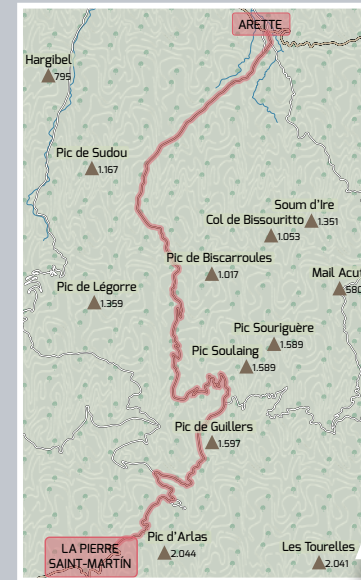 ARETTE
Hargibel
795
Pic de Sudou
1.167
Soum d'Ire
1.351
Col de Bissouritto
1.053
Pic de Biscarroules
1.017
Mail Acut
580
Pic de Légorre
1.359
Pic Souriguère
1.589
Pic Soulaing
1.589
Pic de Guillers
1.597
Pic d'Arlas
2.044
LA PIERRE
SAINT-MARTÍN
Les Tourelles
2.041